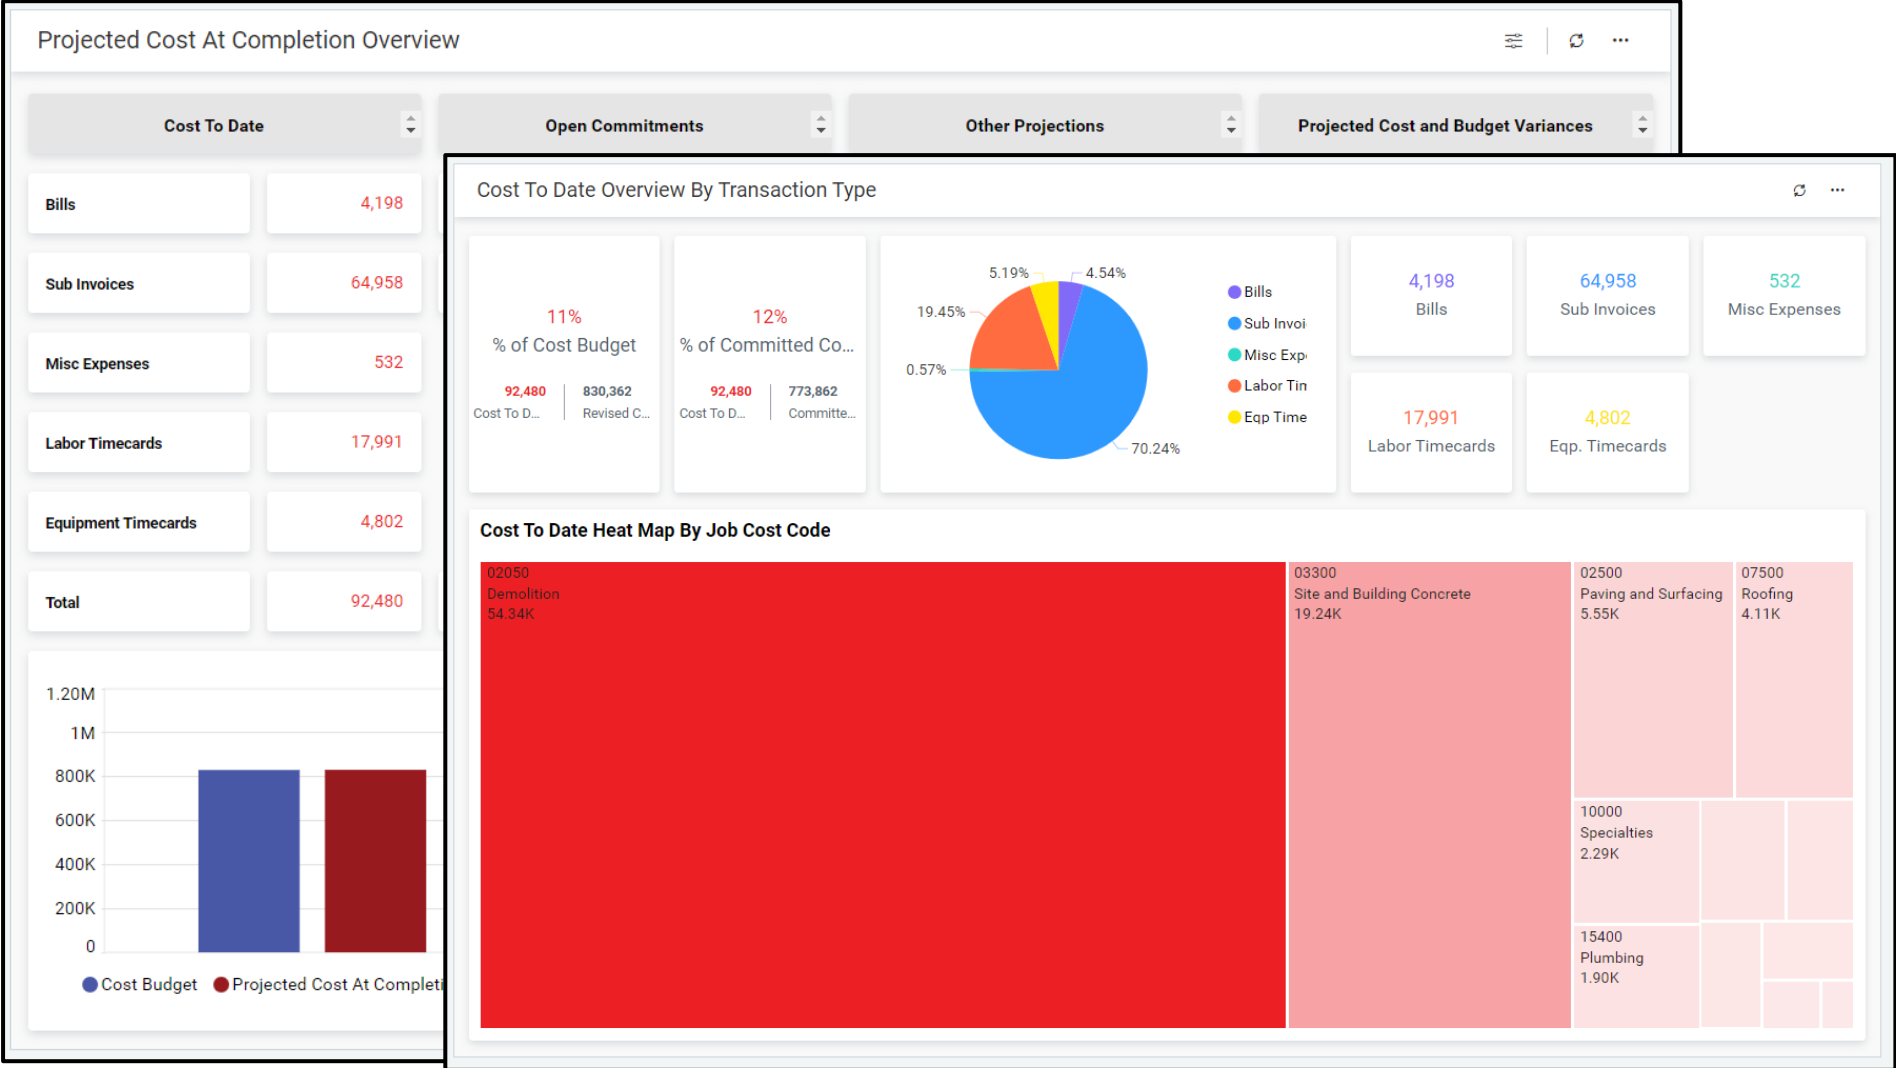 Projected Cost At Completion Overview
Cost To Date
Open Commitments
Other Projections
Projected Cost and Budget Variances
Bills
4,198
Sub Invoices
64,958
Misc Expenses
532
Labor Timecards
17,991
Equipment Timecards
4,802
Total
92,480
1.20M
1M
800K
600K
400K
200K
0
Cost Budget
Projected Cost At Completi
Cost To Date Overview By Transaction Type
11%
% of Cost Budget
92,480
Cost To D...
830,362
Revised C...
12%
% of Committed Co...
92,480
Cost To D...
773,862
Committe...
5.19%
4.54%
19.45%
0.57%
70.24%
Bills
Sub Invoi
Misc Exp
Labor Tim
Eqp Time
4,198
Bills
64,958
Sub Invoices
532
Misc Expenses
17,991
Labor Timecards
4,802
Eqp. Timecards
Cost To Date Heat Map By Job Cost Code
02050
Demolition
54.34K
03300
Site and Building Concrete
19.24K
02500
Paving and Surfacing
5.55K
07500
Roofing
4.11K
10000
Specialties
2.29K
15400
Plumbing
1.90K